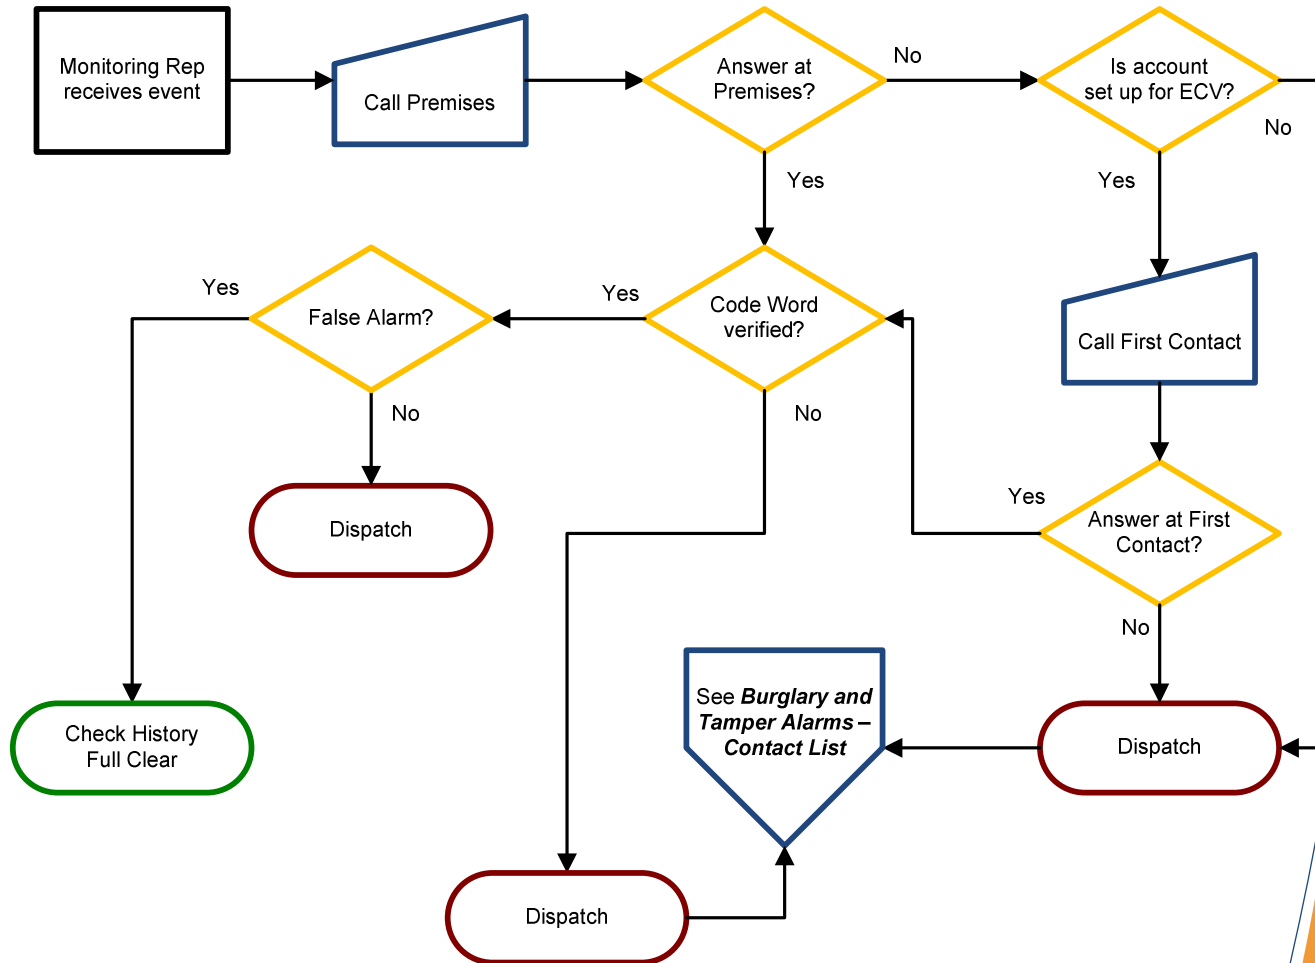 Monitoring Rep
receives event
Call Premises
Answer at
Premises?
No
Is account
set up for ECV?
No
Yes
Yes
Yes
False Alarm?
Yes
Code Word
verified?
Call First Contact
No
No
Yes
Dispatch
Answer at First
Contact?
No
See Burglary and
Tamper Alarms –
Contact List
Check History
Full Clear
Dispatch
Dispatch